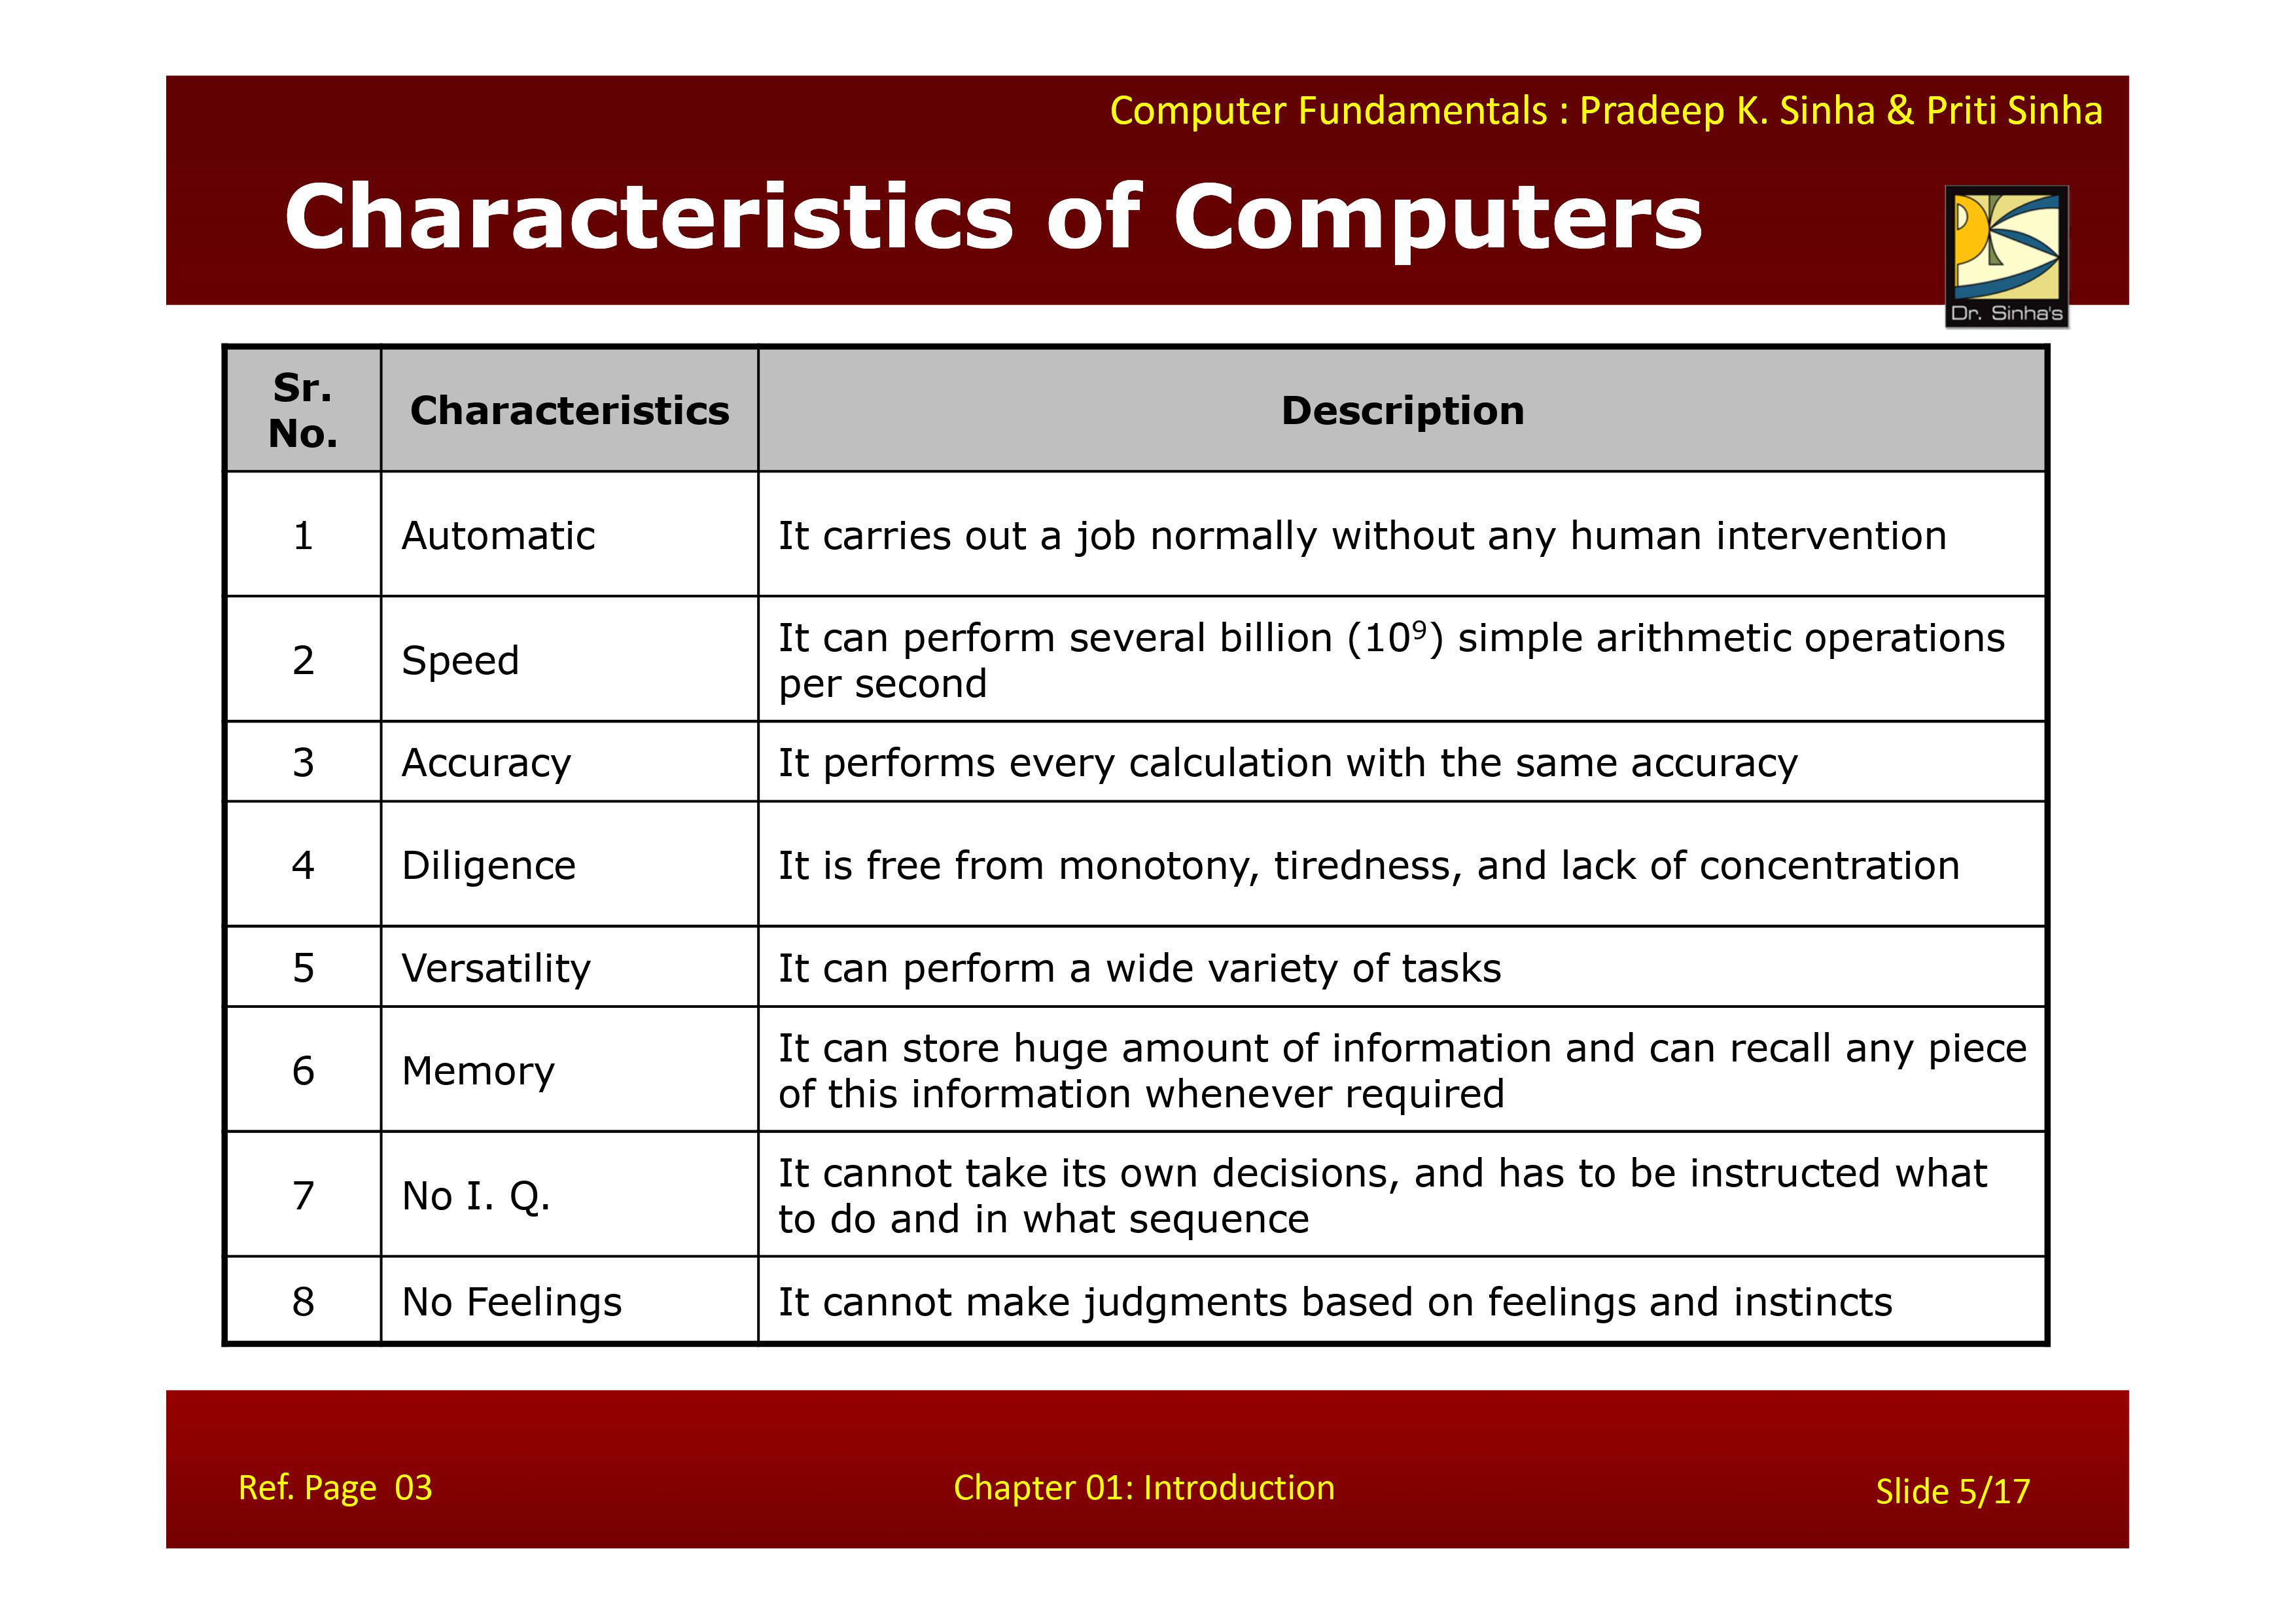 Computer Fundamentals : Pradeep K. Sinha & Priti Sinha
Characteristics of Computers
Dr. Sinha's
Sr.
No.
Characteristics
Description
1
Automatic
It carries out a job normally without any human intervention
2
Speed
It can perform several billion (10⁹) simple arithmetic operations
per second
3
Accuracy
It performs every calculation with the same accuracy
4
Diligence
It is free from monotony, tiredness, and lack of concentration
5
Versatility
It can perform a wide variety of tasks
6
Memory
It can store huge amount of information and can recall any piece
of this information whenever required
7
No I. Q.
It cannot take its own decisions, and has to be instructed what
to do and in what sequence
8
No Feelings
It cannot make judgments based on feelings and instincts
Ref. Page 03
Chapter 01: Introduction
Slide 5/17